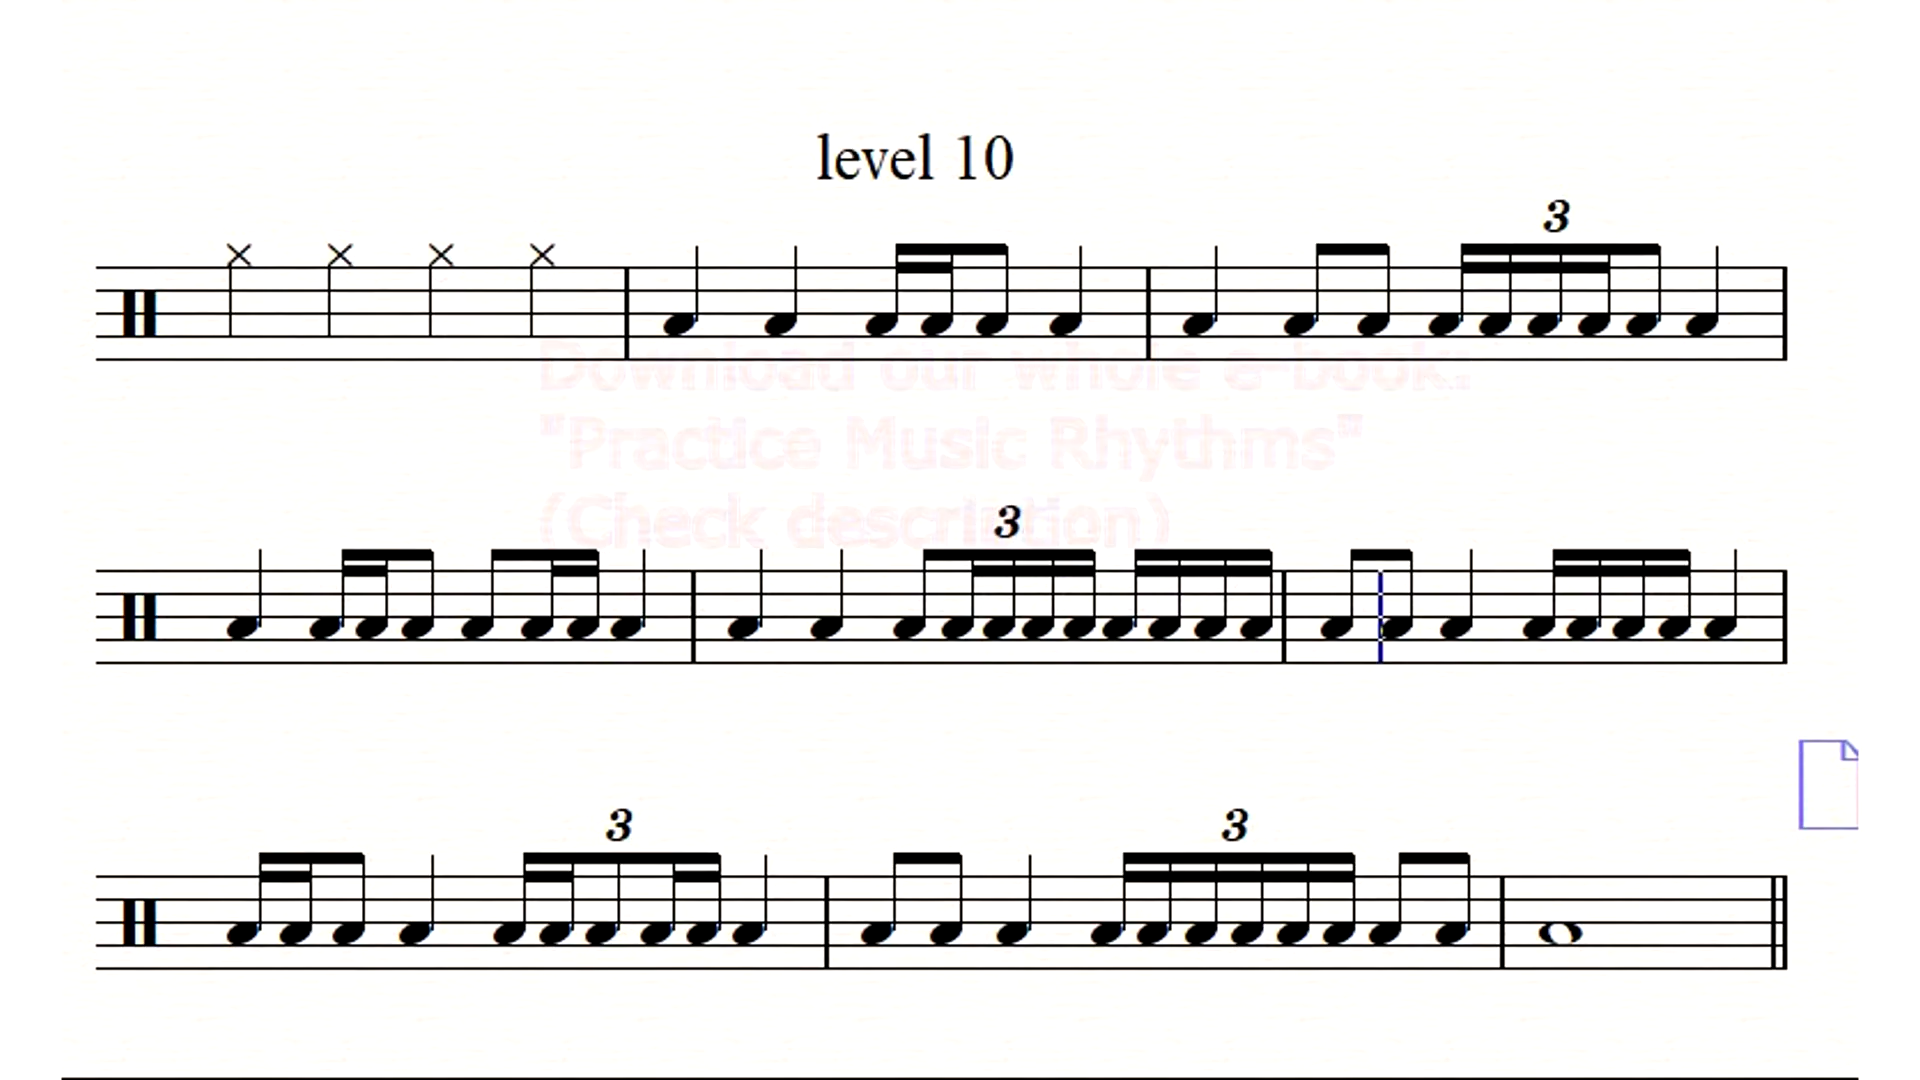 level 10
3
Download our whole e-book:
"Practice Music Rhythms"
(Check description)
3
3
3